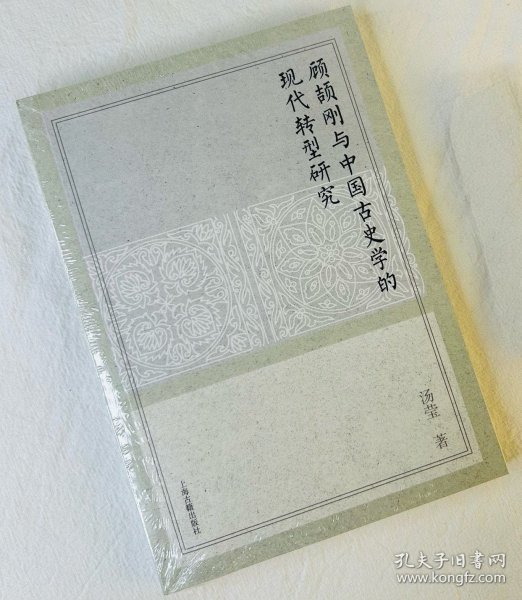 顾颉刚与中国古史学的
现代转型研究
汤莹 著
上海古籍出版社
孔夫子旧书网
www.kongfz.com